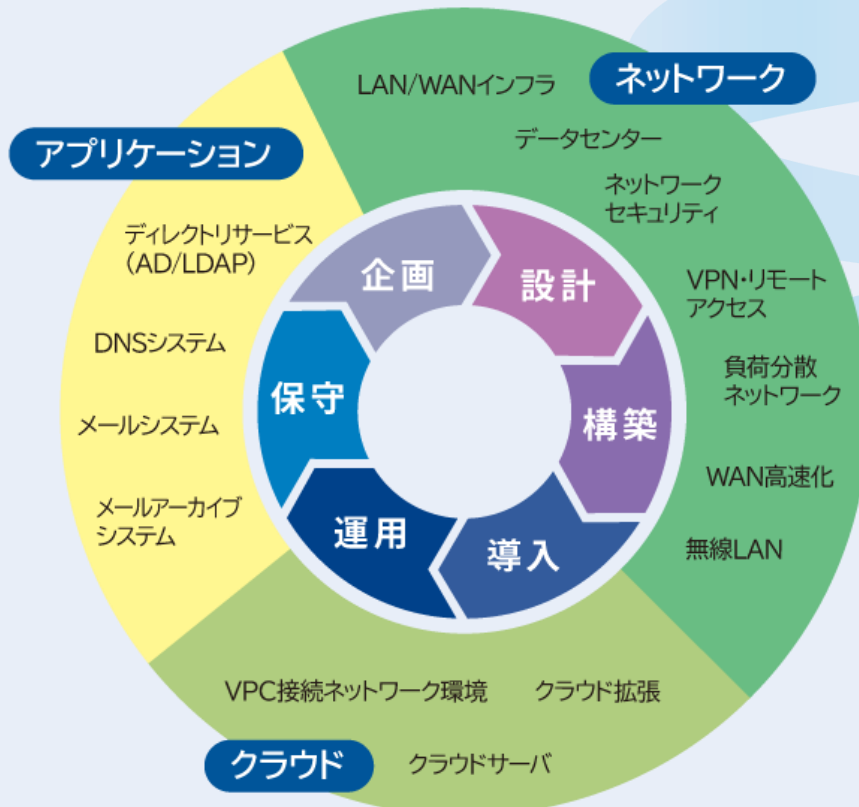 ネットワーク
LAN/WANインフラ
データセンター
ネットワーク
セキュリティ
VPN・リモート
アクセス
負荷分散
ネットワーク
WAN高速化
無線LAN
アプリケーション
ディレクトリサービス
(AD/LDAP)
DNSシステム
メールシステム
メールアーカイブ
システム
クラウド
VPC接続ネットワーク環境
クラウド拡張
クラウドサーバ
企画
設計
構築
導入
運用
保守